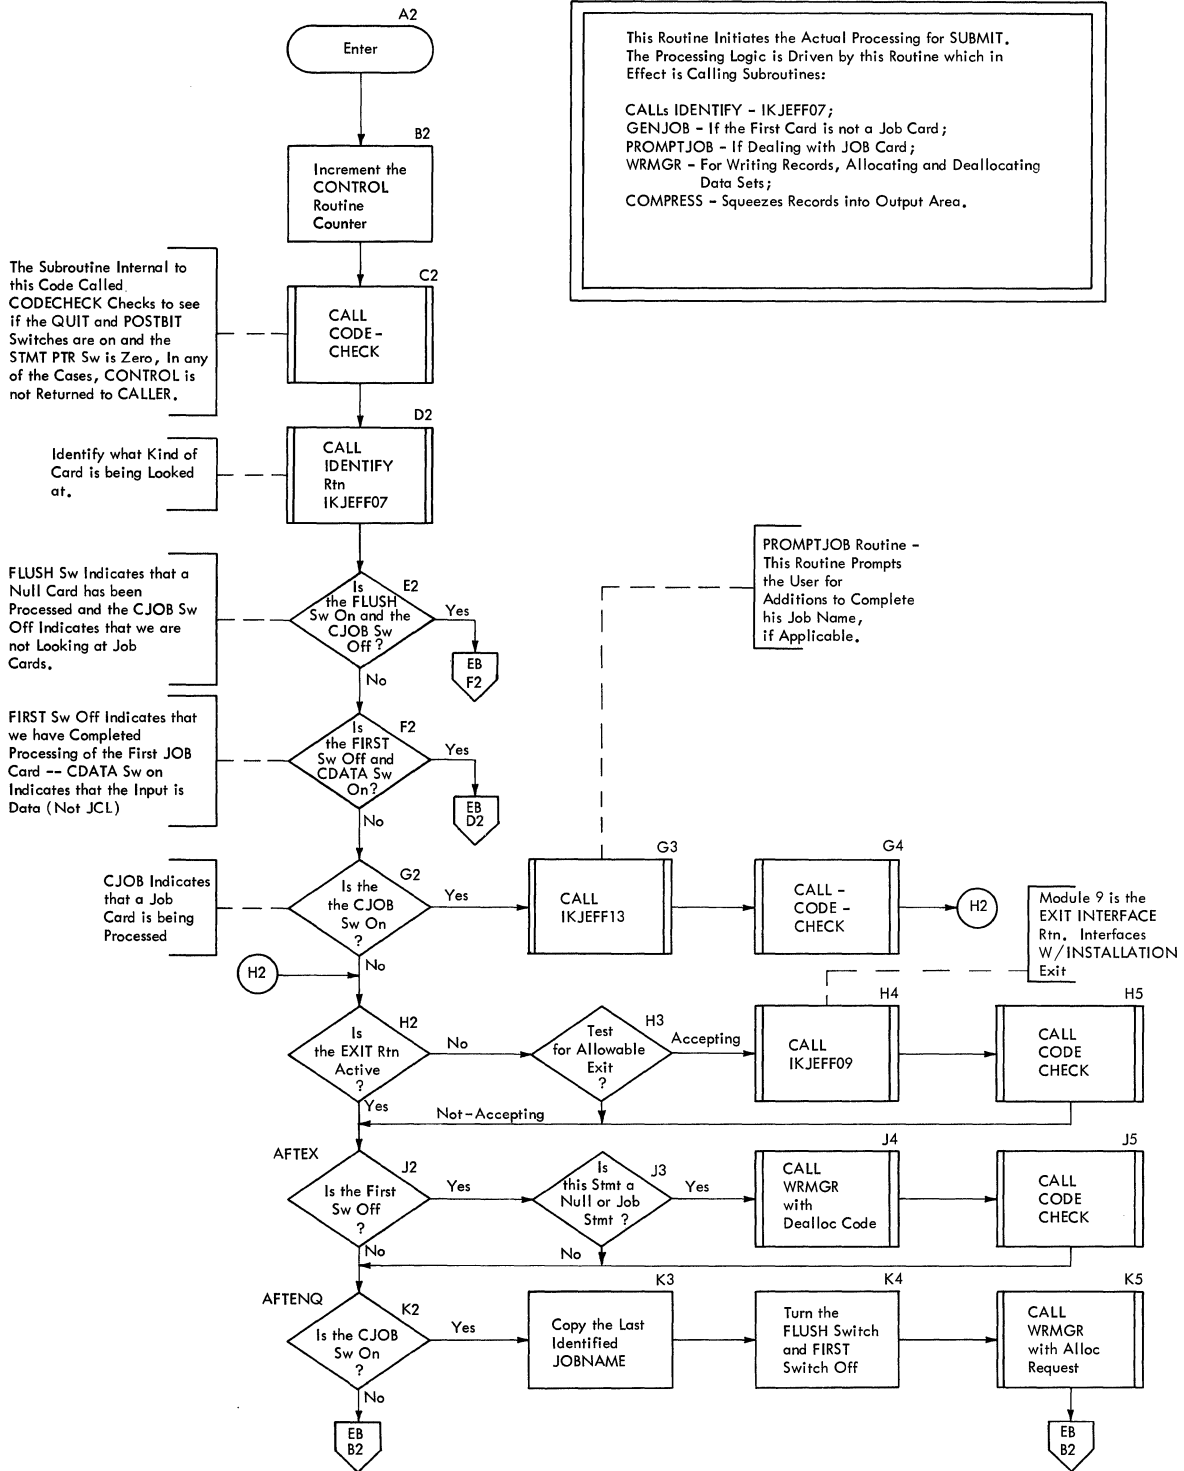 A2
Enter
This Routine Initiates the Actual Processing for SUBMIT.
The Processing Logic is Driven by this Routine which in
Effect is Calling Subroutines:
CALLs IDENTIFY - IKJEFF07;
GENJOB - If the First Card is not a Job Card;
PROMPTJOB - If Dealing with JOB Card;
WRMGR - For Writing Records, Allocating and Deallocating
Data Sets;
COMPRESS - Squeezes Records into Output Area.
B2
Increment the
CONTROL
Routine
Counter
The Subroutine Internal to
this Code Called
CODECHECK Checks to see
if the QUIT and POSTBIT
Switches are on and the
STMT PTR Sw is Zero, In any
of the Cases, CONTROL is
not Returned to CALLER.
C2
CALL
CODE-
CHECK
Identify what Kind of
Card is being Looked
at.
D2
CALL
IDENTIFY
Rtn
IKJEFF07
FLUSH Sw Indicates that a
Null Card has been
Processed and the CJOB Sw
Off Indicates that we are
not Looking at Job
Cards.
E2
Is
the FLUSH
Sw On and the
CJOB Sw
Off ?
Yes
EB
F2
No
PROMPTJOB Routine -
This Routine Prompts
the User for
Additions to Complete
his Job Name,
if Applicable.
FIRST Sw Off Indicates that
we have Completed
Processing of the First JOB
Card -- CDATA Sw on
Indicates that the Input is
Data (Not JCL)
F2
Is
the FIRST
Sw Off and
CDATA Sw
On?
Yes
EB
D2
No
CJOB Indicates
that a Job
Card is being
Processed
G2
Is the
the CJOB
Sw On
?
Yes
G3
CALL
IKJEFF13
G4
CALL -
CODE -
CHECK
H2
No
H2
Module 9 is the
EXIT INTERFACE
Rtn. Interfaces
W/INSTALLATION
Exit
H2
Is
the EXIT Rtn
Active
?
No
H3
Test
for Allowable
Exit
?
Accepting
H4
CALL
IKJEFF09
H5
CALL
CODE
CHECK
Yes
Not-Accepting
AFTEX
J2
Is the First
Sw Off
?
Yes
J3
Is
this Stmt a
Null or Job
Stmt ?
Yes
J4
CALL
WRMGR
with
Dealloc Code
J5
CALL
CODE
CHECK
No
No
AFTENQ
K2
Is the CJOB
Sw On
?
Yes
K3
Copy the Last
Identified
JOBNAME
K4
Turn the
FLUSH Switch
and FIRST
Switch Off
K5
CALL
WRMGR
with Alloc
Request
No
EB
B2
EB
B2